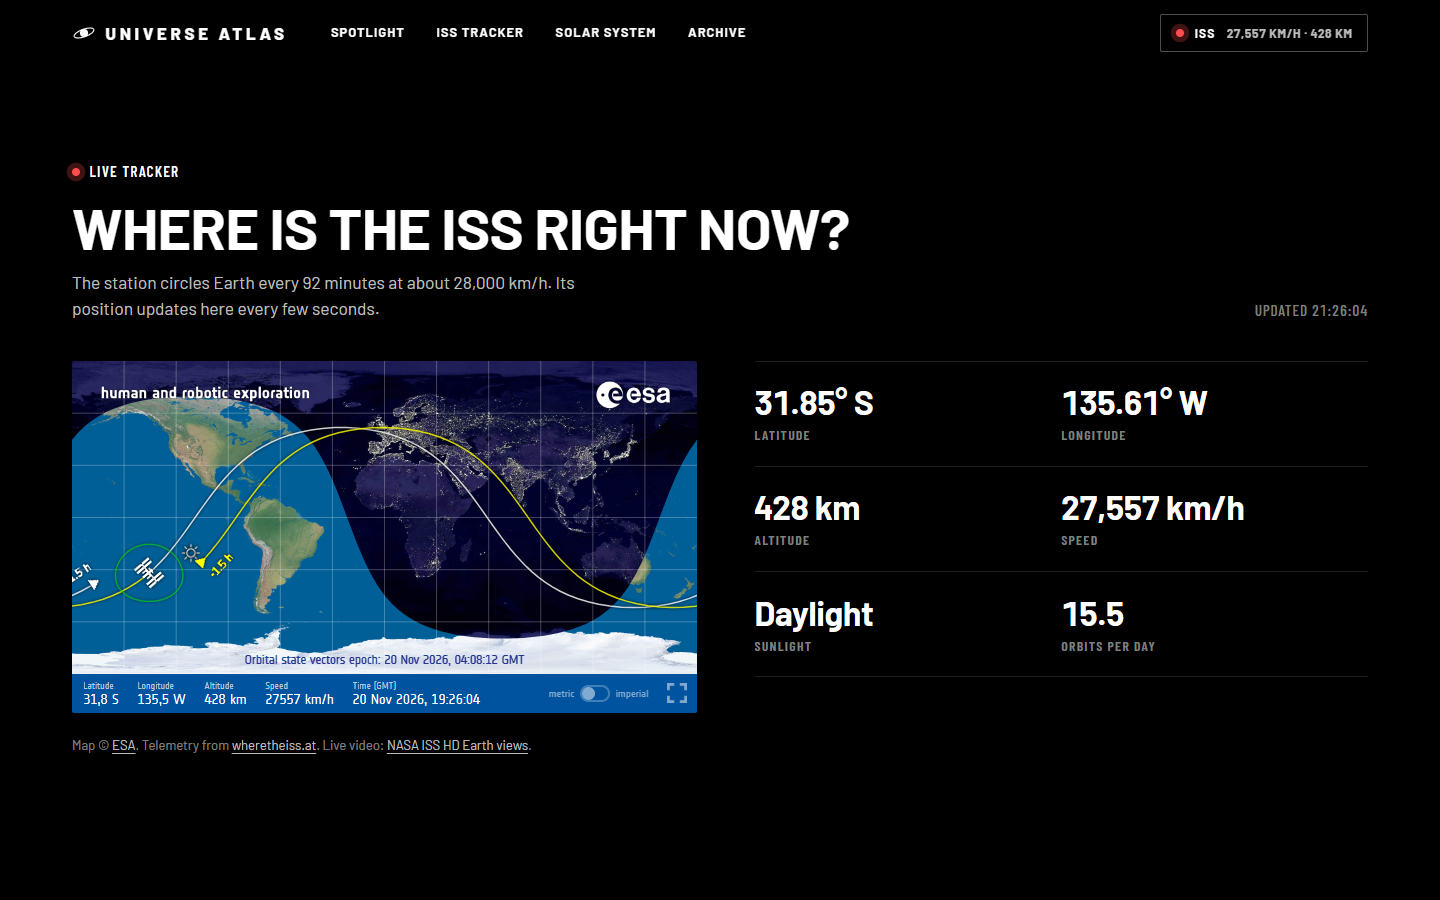 UNIVERSE ATLAS
SPOTLIGHT
ISS TRACKER
SOLAR SYSTEM
ARCHIVE
ISS 27,557 KM/H · 428 KM
LIVE TRACKER
WHERE IS THE ISS RIGHT NOW?
The station circles Earth every 92 minutes at about 28,000 km/h. Its
position updates here every few seconds.
UPDATED 21:26:04
human and robotic exploration
esa
-1.5 h
Orbital state vectors epoch: 20 Nov 2026, 04:08:12 GMT
Latitude
31,8 S
Longitude
135,5 W
Altitude
428 km
Speed
27557 km/h
Time (GMT)
20 Nov 2026, 19:26:04
metric
imperial
Map © ESA. Telemetry from wheretheiss.at. Live video: NASA ISS HD Earth views.
31.85° S
LATITUDE
135.61° W
LONGITUDE
428 km
ALTITUDE
27,557 km/h
SPEED
Daylight
SUNLIGHT
15.5
ORBITS PER DAY